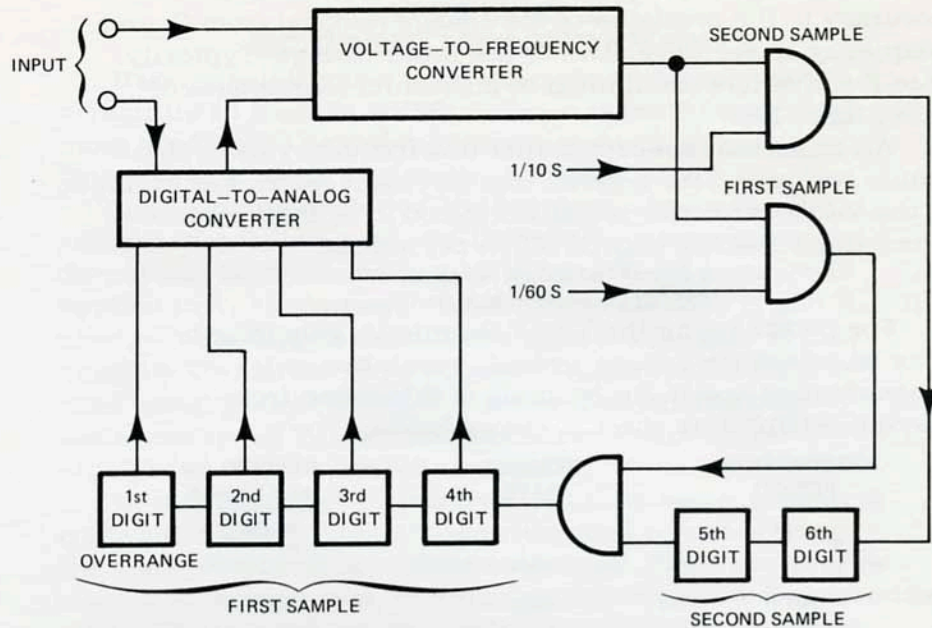 SECOND SAMPLE
INPUT
VOLTAGE–TO–FREQUENCY
CONVERTER
1/10 S
DIGITAL–TO–ANALOG
CONVERTER
FIRST SAMPLE
1/60 S
1st
DIGIT
2nd
DIGIT
3rd
DIGIT
4th
DIGIT
5th
DIGIT
6th
DIGIT
OVERRANGE
FIRST SAMPLE
SECOND SAMPLE